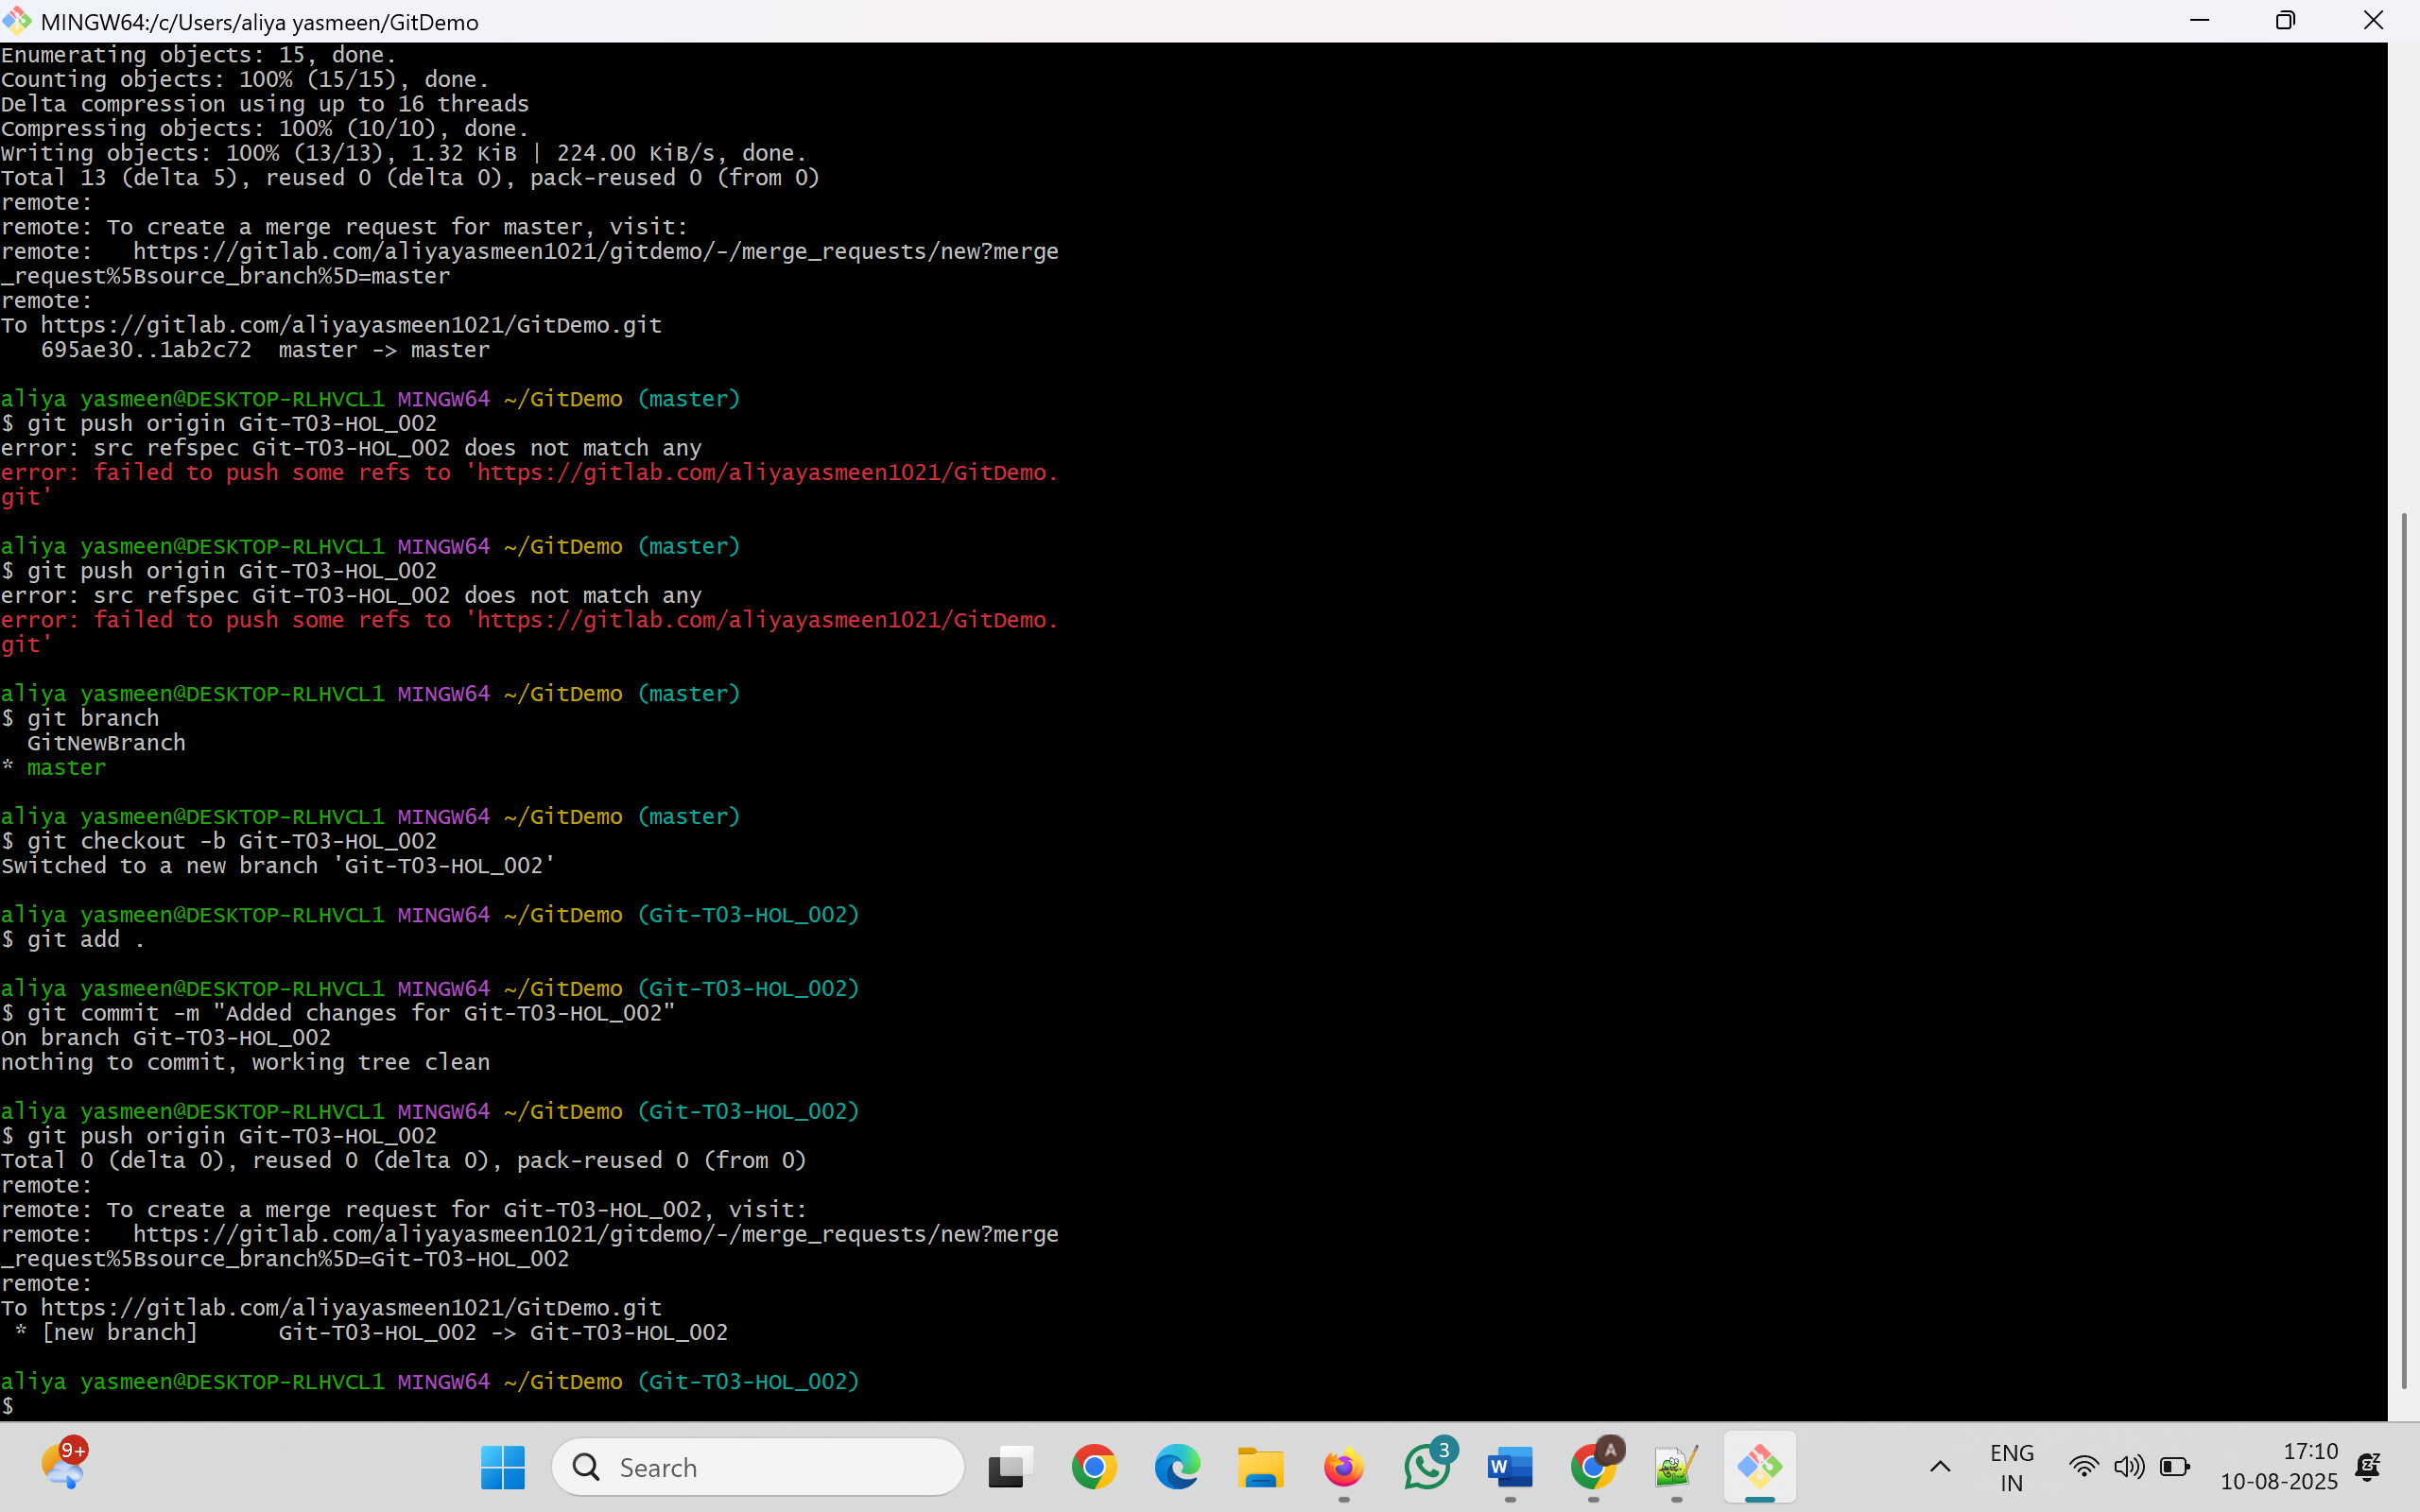 MINGW64:/c/Users/aliya yasmeen/GitDemo
Enumerating objects: 15, done.
Counting objects: 100% (15/15), done.
Delta compression using up to 16 threads
Compressing objects: 100% (10/10), done.
Writing objects: 100% (13/13), 1.32 KiB | 224.00 KiB/s, done.
Total 13 (delta 5), reused 0 (delta 0), pack-reused 0 (from 0)
remote:
remote: To create a merge request for master, visit:
remote:   https://gitlab.com/aliyayasmeen1021/gitdemo/-/merge_requests/new?merge
_request%5Bsource_branch%5D=master
remote:
To https://gitlab.com/aliyayasmeen1021/GitDemo.git
   695ae30..1ab2c72  master -> master
aliya yasmeen@DESKTOP-RLHVCL1 MINGW64 ~/GitDemo (master)
$ git push origin Git-T03-HOL_002
error: src refspec Git-T03-HOL_002 does not match any
error: failed to push some refs to 'https://gitlab.com/aliyayasmeen1021/GitDemo.
git'
aliya yasmeen@DESKTOP-RLHVCL1 MINGW64 ~/GitDemo (master)
$ git push origin Git-T03-HOL_002
error: src refspec Git-T03-HOL_002 does not match any
error: failed to push some refs to 'https://gitlab.com/aliyayasmeen1021/GitDemo.
git'
aliya yasmeen@DESKTOP-RLHVCL1 MINGW64 ~/GitDemo (master)
$ git branch
  GitNewBranch
* master
aliya yasmeen@DESKTOP-RLHVCL1 MINGW64 ~/GitDemo (master)
$ git checkout -b Git-T03-HOL_002
Switched to a new branch 'Git-T03-HOL_002'
aliya yasmeen@DESKTOP-RLHVCL1 MINGW64 ~/GitDemo (Git-T03-HOL_002)
$ git add .
aliya yasmeen@DESKTOP-RLHVCL1 MINGW64 ~/GitDemo (Git-T03-HOL_002)
$ git commit -m "Added changes for Git-T03-HOL_002"
On branch Git-T03-HOL_002
nothing to commit, working tree clean
aliya yasmeen@DESKTOP-RLHVCL1 MINGW64 ~/GitDemo (Git-T03-HOL_002)
$ git push origin Git-T03-HOL_002
Total 0 (delta 0), reused 0 (delta 0), pack-reused 0 (from 0)
remote:
remote: To create a merge request for Git-T03-HOL_002, visit:
remote:   https://gitlab.com/aliyayasmeen1021/gitdemo/-/merge_requests/new?merge
_request%5Bsource_branch%5D=Git-T03-HOL_002
remote:
To https://gitlab.com/aliyayasmeen1021/GitDemo.git
 * [new branch]      Git-T03-HOL_002 -> Git-T03-HOL_002
aliya yasmeen@DESKTOP-RLHVCL1 MINGW64 ~/GitDemo (Git-T03-HOL_002)
$
9+
Search
3
W
A
ENG
IN
17:10
10-08-2025